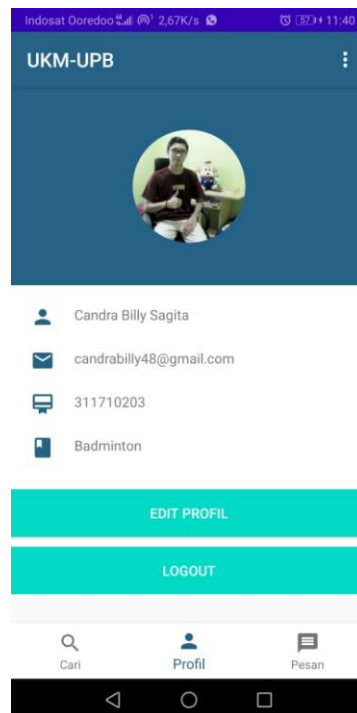 Indosat Ooredoo 2,67K/s 57 11:40
UKM-UPB
Candra Billy Sagita
candrabilly48@gmail.com
311710203
Badminton
EDIT PROFIL
LOGOUT
Cari Profil Pesan